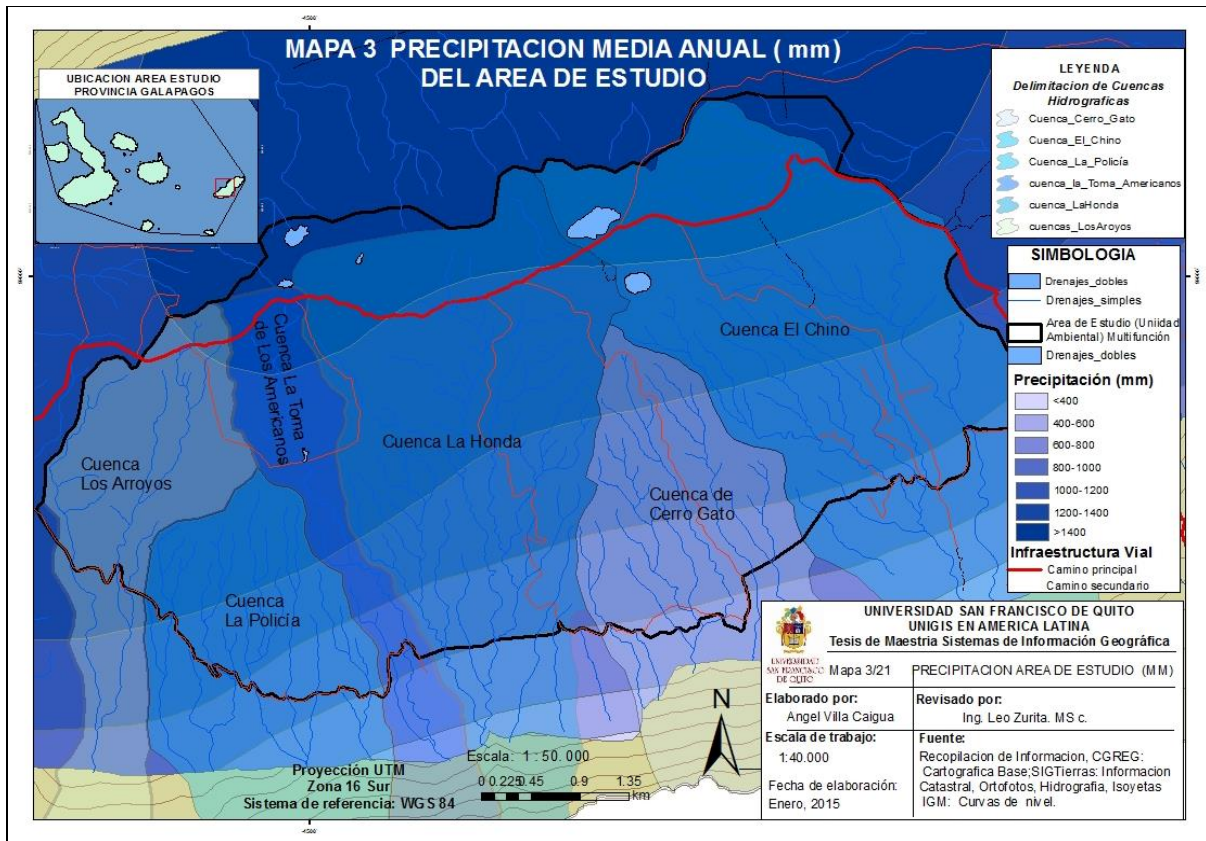 MAPA 3 PRECIPITACION MEDIA ANUAL ( mm)
DEL AREA DE ESTUDIO
UBICACION AREA ESTUDIO
PROVINCIA GALAPAGOS
LEYENDA
Delimitacion de Cuencas
Hidrograficas
Cuenca_Cerro_Gato
Cuenca_El_Chino
Cuenca_La_Policía
cuenca_la_Toma_Americanos
cuenca_LaHonda
cuencas_LosAroyos
SIMBOLOGIA
Drenajes_dobles
Drenajes_simples
Area de Estudio (Uniidad
Ambiental) Multifunción
Drenajes_dobles
Precipitación (mm)
<400
400-600
600-800
800-1000
1000-1200
1200-1400
>1400
Infraestructura Vial
Camino principal
Camino secundario
Cuenca El Chino
Cuenca La Toma
de Los Americanos
Cuenca La Honda
Cuenca
Los Arroyos
Cuenca de
Cerro Gato
Cuenca
La Policía
N
Escala: 1 : 50. 000
0 0.225 0.45 0.9 1.35
km
Proyección UTM
Zona 16 Sur
Sistema de referencia: WGS 84
UNIVERSIDAD SAN FRANCISCO DE QUITO
UNIGIS EN AMERICA LATINA
Tesis de Maestria Sistemas de Información Geográfica
UNIVERSIDAD
SAN FRANCISCO
DE QUITO
Mapa 3/21
PRECIPITACION AREA DE ESTUDIO (MM)
Elaborado por:
Angel Villa Caigua
Revisado por:
Ing. Leo Zurita. MS c.
Escala de trabajo:
1:40.000
Fecha de elaboración:
Enero, 2015
Fuente:
Recopilacion de Informacion, CGREG:
Cartografica Base;SIGTierras: Informacion
Catastral, Ortofotos, Hidrografia, Isoyetas
IGM: Curvas de nivel.